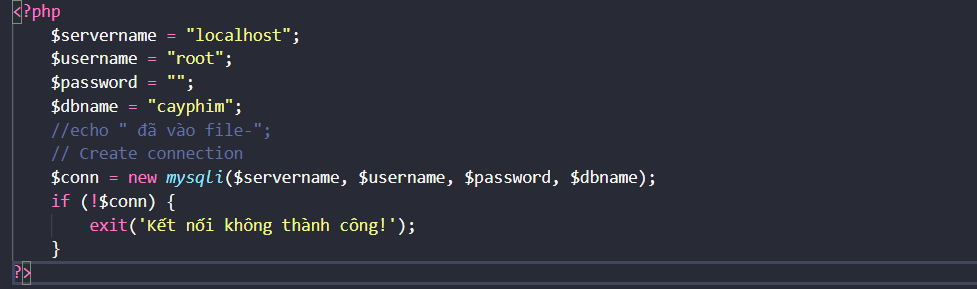 <?php
$servername = "localhost";
$username = "root";
$password = "";
$dbname = "cayphim";
//echo " đã vào file-";
// Create connection
$conn = new mysqli($servername, $username, $password, $dbname);
if (!$conn) {
exit('Kết nối không thành công!');
}
?>